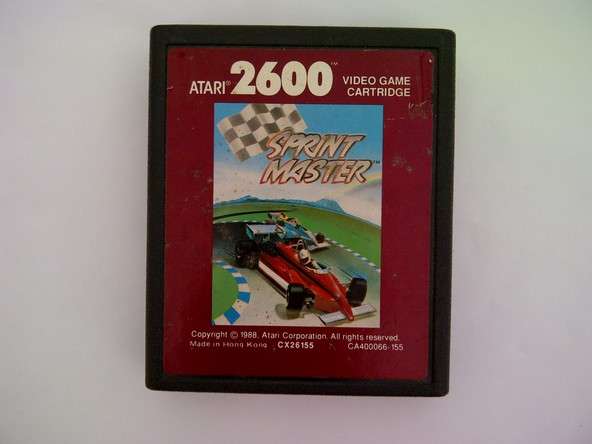 ATARI® 2600™ VIDEO GAME
CARTRIDGE
SPRINT
MASTER™
Copyright © 1988, Atari Corporation. All rights reserved.
Made in Hong Kong CX26155 CA400066-155